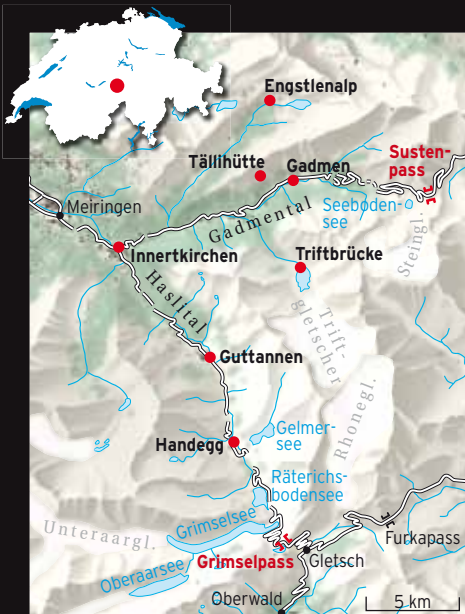 Engstlenalp
Tällihütte
Gadmen
Susten-
pass
Meiringen
Seeboden-
see
Gadmental
Steingl.
Innertkirchen
Triftbrücke
Haslital
Trift-
gletscher
Guttannen
Rhonegl.
Gelmer-
see
Handegg
Räterichs-
bodensee
Grimselsee
Unteraargl.
Furkapass
Grimselpass
Gletsch
Oberaarsee
Oberwald
5 km